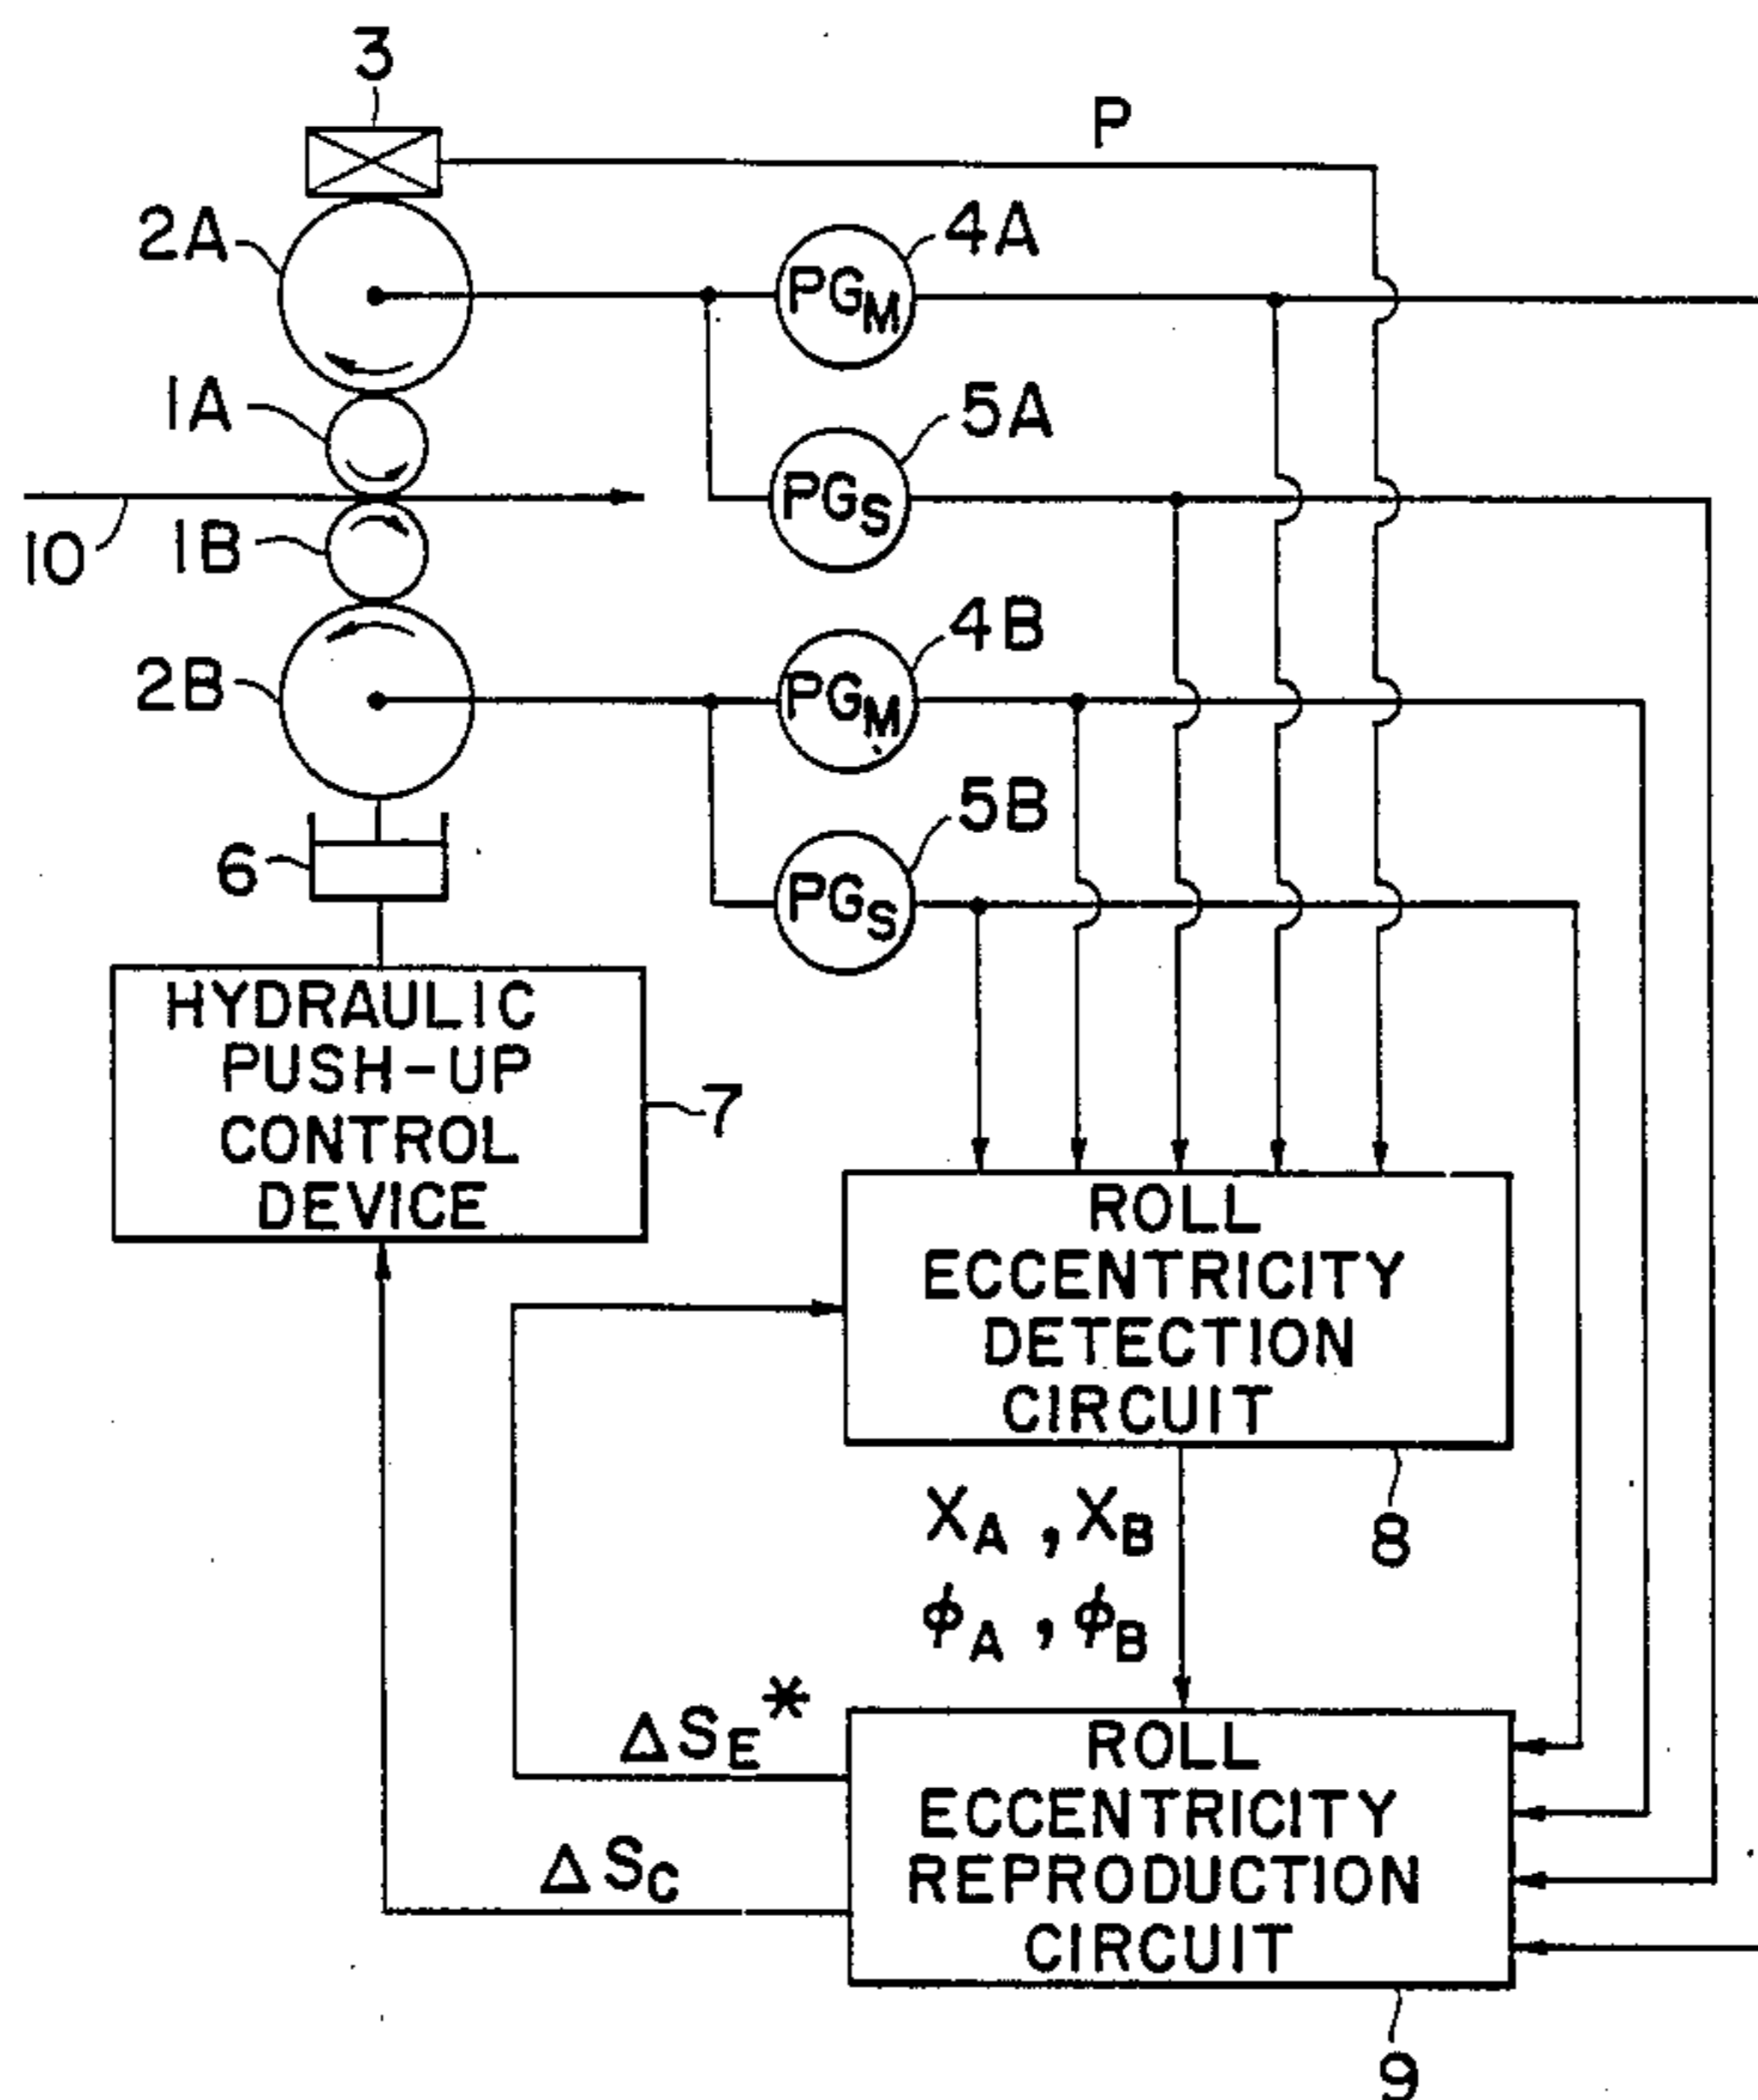 3
P
2A
4A
PGM
1A
5A
PGS
10
1B
4B
2B
PGM
5B
6
PGS
HYDRAULIC
PUSH-UP
CONTROL
DEVICE
7
ROLL
ECCENTRICITY
DETECTION
CIRCUIT
XA , XB
8
ϕA , ϕB
ΔSE*
ROLL
ECCENTRICITY
REPRODUCTION
CIRCUIT
ΔSC
9